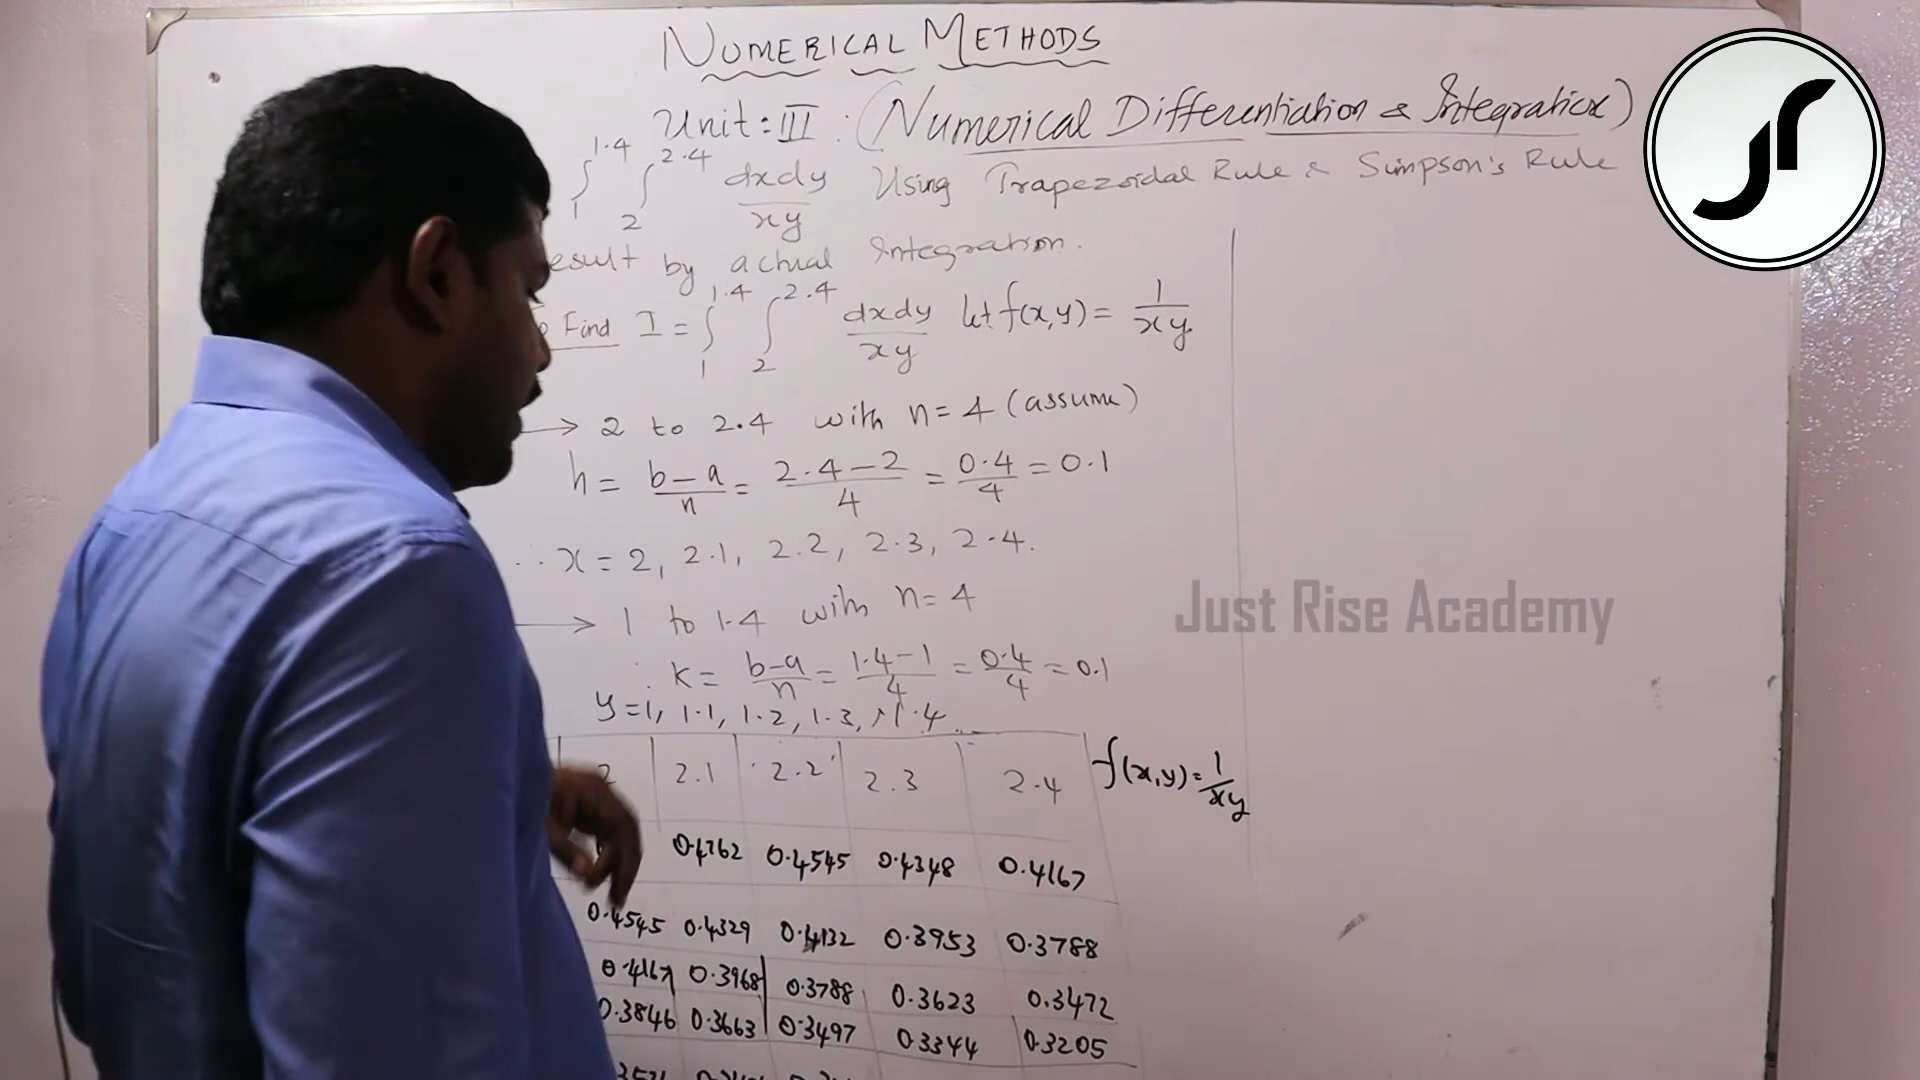 NUMERICAL METHODS
Unit: III : (Numerical Differentiation & Integration)
∫₁^1.4 ∫₂^2.4 dxdy/xy Using Trapezoidal Rule & Simpson's Rule
esult by actual Integration.
Find I = ∫₁^1.4 ∫₂^2.4 dxdy/xy let f(x,y) = 1/xy
→ 2 to 2.4 with n=4 (assume)
h = b-a/n = 2.4-2/4 = 0.4/4 = 0.1
x = 2, 2.1, 2.2, 2.3, 2.4.
→ 1 to 1.4 with n=4
k = b-a/n = 1.4-1/4 = 0.4/4 = 0.1
y = 1, 1.1, 1.2, 1.3, 1.4
2 2.1 2.2 2.3 2.4 f(x,y) = 1/xy
0.4762 0.4545 0.4348 0.4167
0.4545 0.4329 0.4132 0.3953 0.3788
0.4167 0.3968 0.3788 0.3623 0.3472
0.3846 0.3663 0.3497 0.3344 0.3205
Just Rise Academy